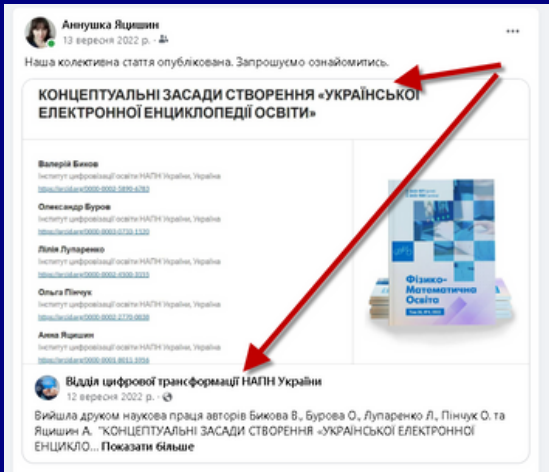 Аннушка Яцишин
13 вересня 2022 р. ·
Наша колективна стаття опублікована. Запрошуємо ознайомитись.
КОНЦЕПТУАЛЬНІ ЗАСАДИ СТВОРЕННЯ «УКРАЇНСЬКОЇ
ЕЛЕКТРОННОЇ ЕНЦИКЛОПЕДІЇ ОСВІТИ»
Валерій Биков
Інститут цифровізації освіти НАПН України, Україна
Олександр Буров
Інститут цифровізації освіти НАПН України, Україна
Лілія Лупаренко
Інститут цифровізації освіти НАПН України, Україна
Ольга Пінчук
Інститут цифровізації освіти НАПН України, Україна
Анна Яцишин
Інститут цифровізації освіти НАПН України, Україна
Фізико-
Математична
Освіта
Відділ цифрової трансформації НАПН України
12 вересня 2022 р. ·
Вийшла друком наукова праця авторів Бикова В., Бурова О., Лупаренко Л., Пінчук О. та
Яцишин А. "КОНЦЕПТУАЛЬНІ ЗАСАДИ СТВОРЕННЯ «УКРАЇНСЬКОЇ ЕЛЕКТРОННОЇ
ЕНЦИКЛО... Показати більше